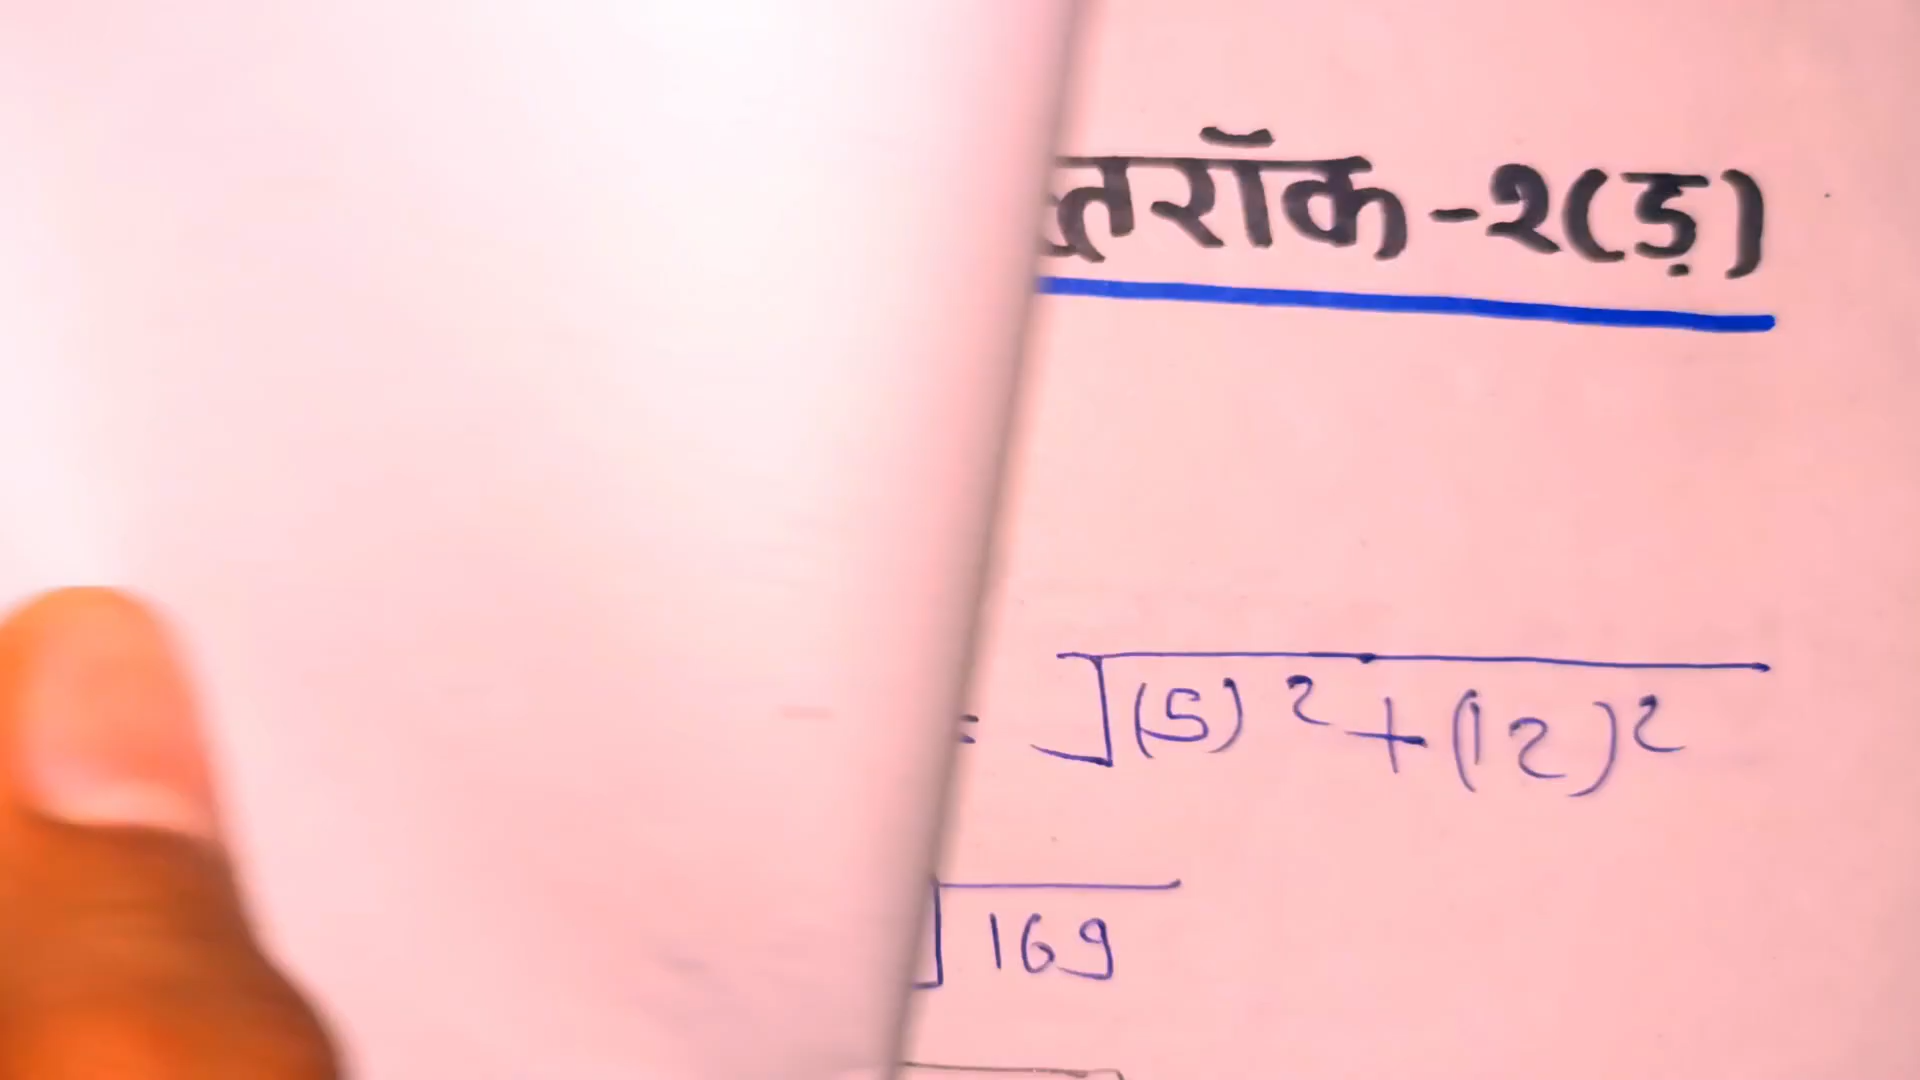 तरॉक-२(ड़)
= √(5)² + (12)²
√169